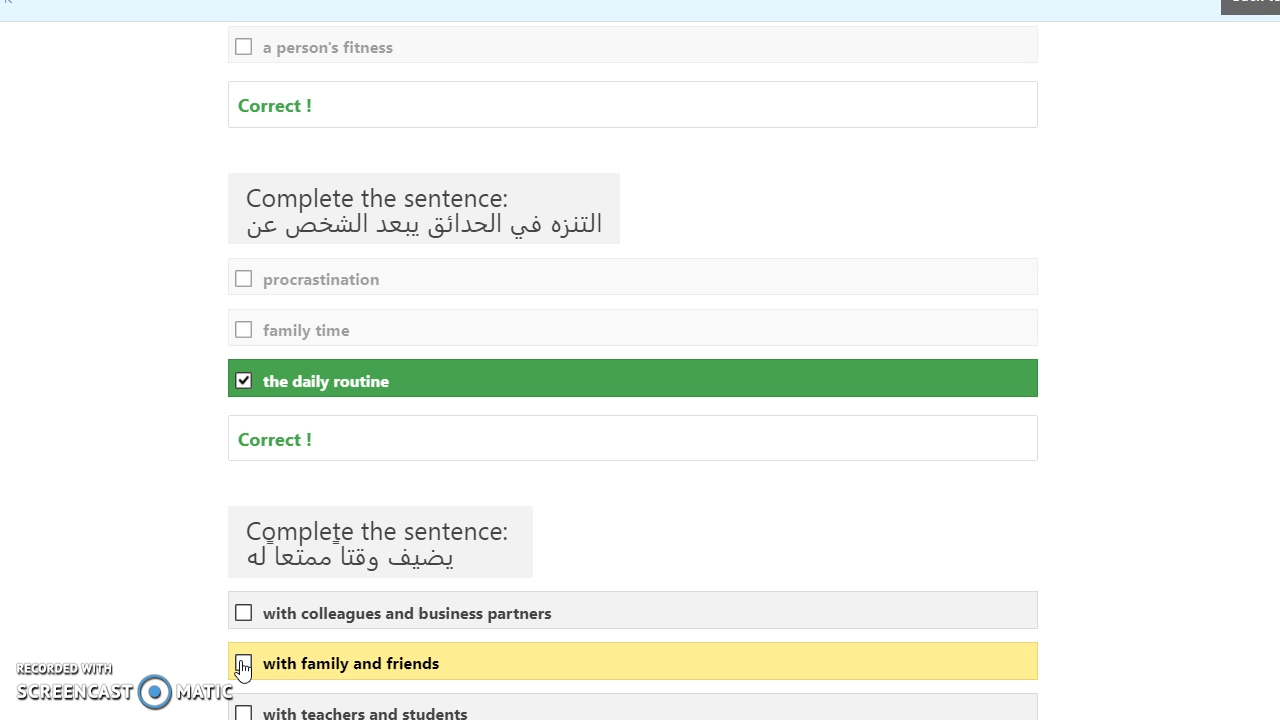 a person's fitness
Correct !
Complete the sentence:
التنزه في الحدائق يبعد الشخص عن
procrastination
family time
the daily routine
Correct !
Complete the sentence:
يضيف وقتاً ممتعاً له
with colleagues and business partners
with family and friends
with teachers and students
RECORDED WITH
SCREENCAST MATIC